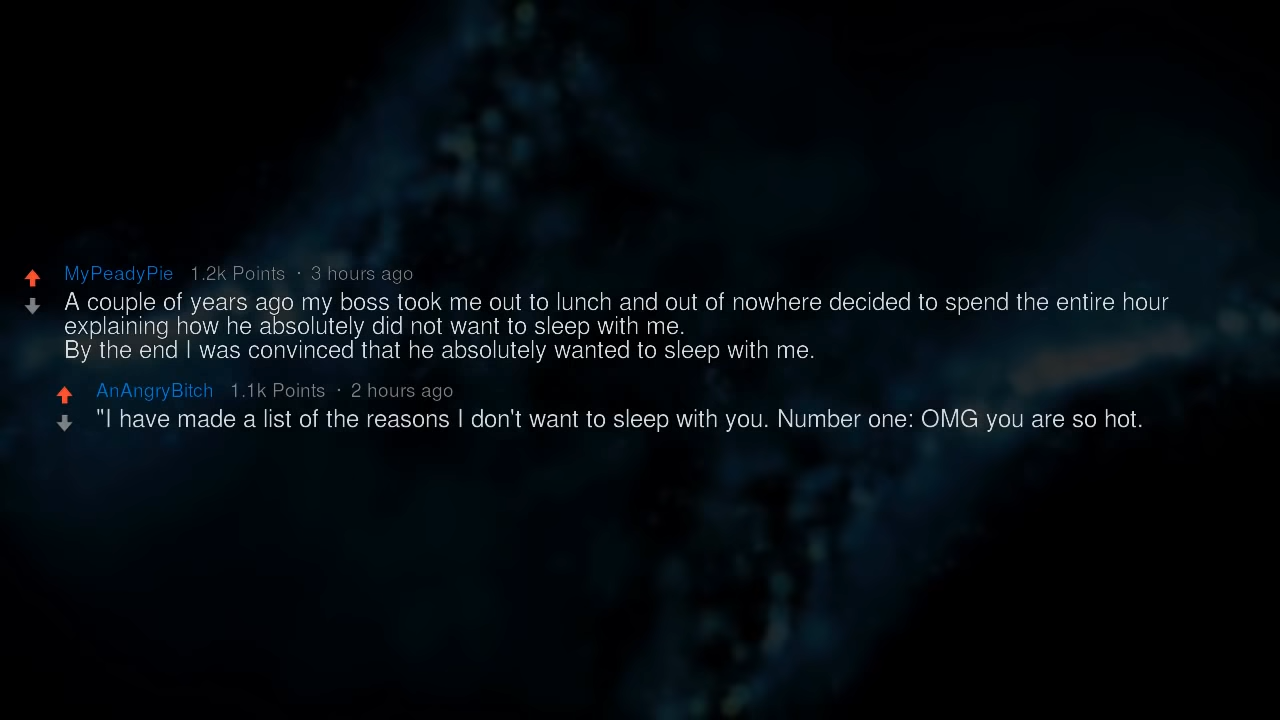 MyPeadyPie 1.2k Points · 3 hours ago
A couple of years ago my boss took me out to lunch and out of nowhere decided to spend the entire hour
explaining how he absolutely did not want to sleep with me.
By the end I was convinced that he absolutely wanted to sleep with me.
AnAngryBitch 1.1k Points · 2 hours ago
"I have made a list of the reasons I don't want to sleep with you. Number one: OMG you are so hot.